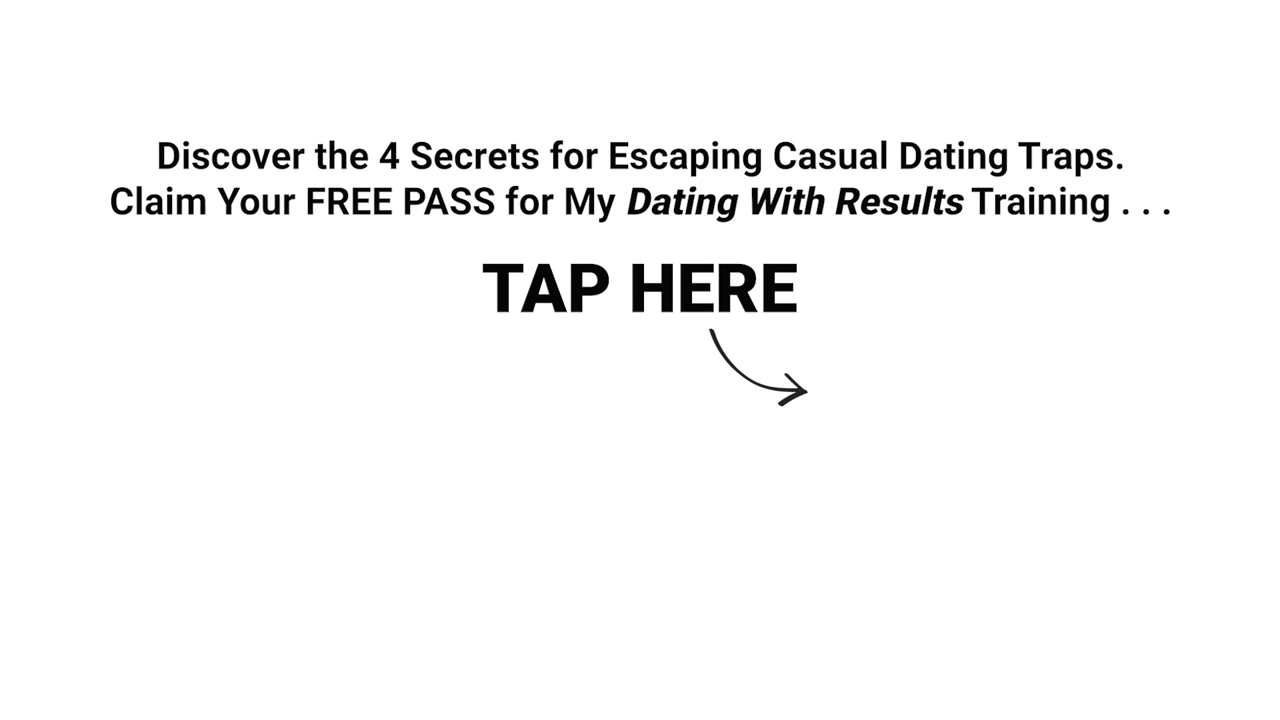 Discover the 4 Secrets for Escaping Casual Dating Traps.
Claim Your FREE PASS for My Dating With Results Training . . .
TAP HERE